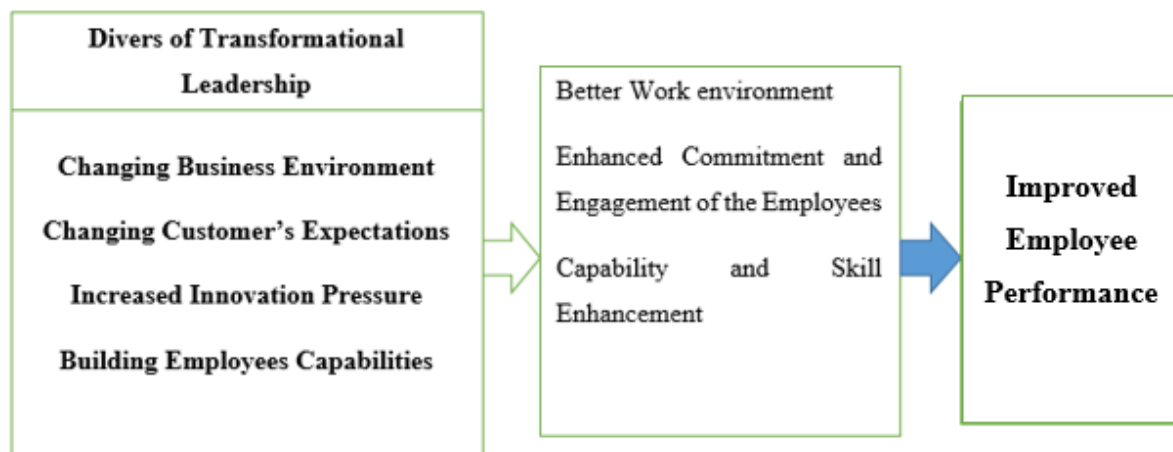 Divers of Transformational
Leadership
Changing Business Environment
Changing Customer’s Expectations
Increased Innovation Pressure
Building Employees Capabilities
Better Work environment
Enhanced Commitment and
Engagement of the Employees
Capability and Skill
Enhancement
Improved
Employee
Performance